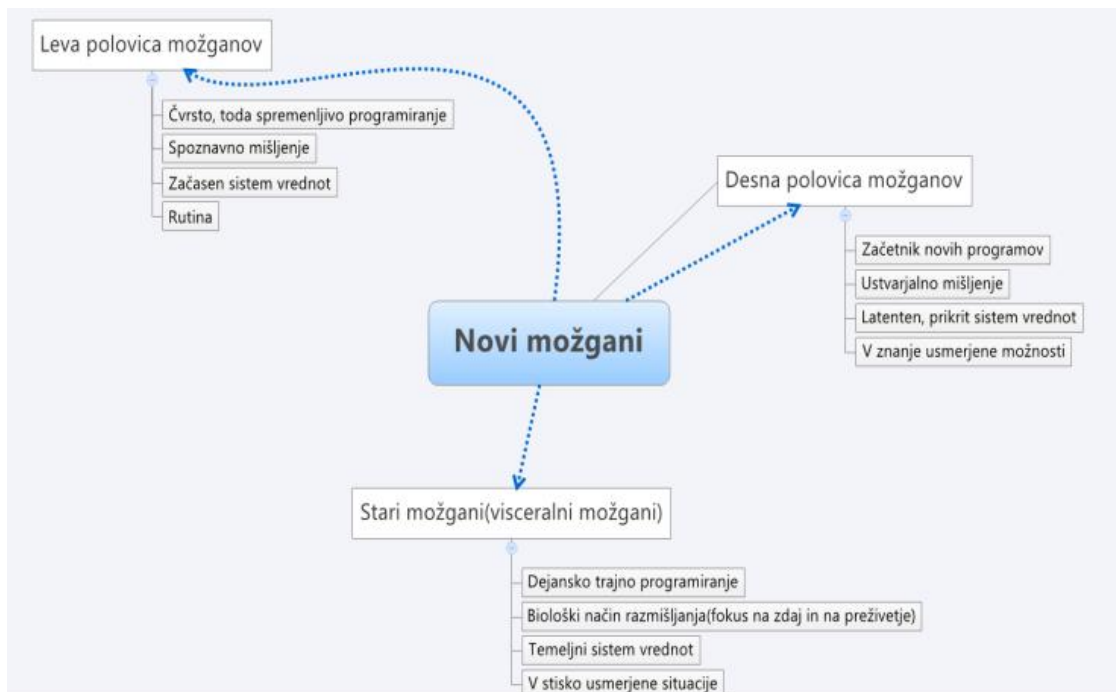 Leva polovica možganov
Čvrsto, toda spremenljivo programiranje
Spoznavno mišljenje
Začasen sistem vrednot
Rutina
Desna polovica možganov
Začetnik novih programov
Ustvarjalno mišljenje
Latenten, prikrit sistem vrednot
V znanje usmerjene možnosti
Novi možgani
Stari možgani(visceralni možgani)
Dejansko trajno programiranje
Biološki način razmišljanja(fokus na zdaj in na preživetje)
Temeljni sistem vrednot
V stisko usmerjene situacije